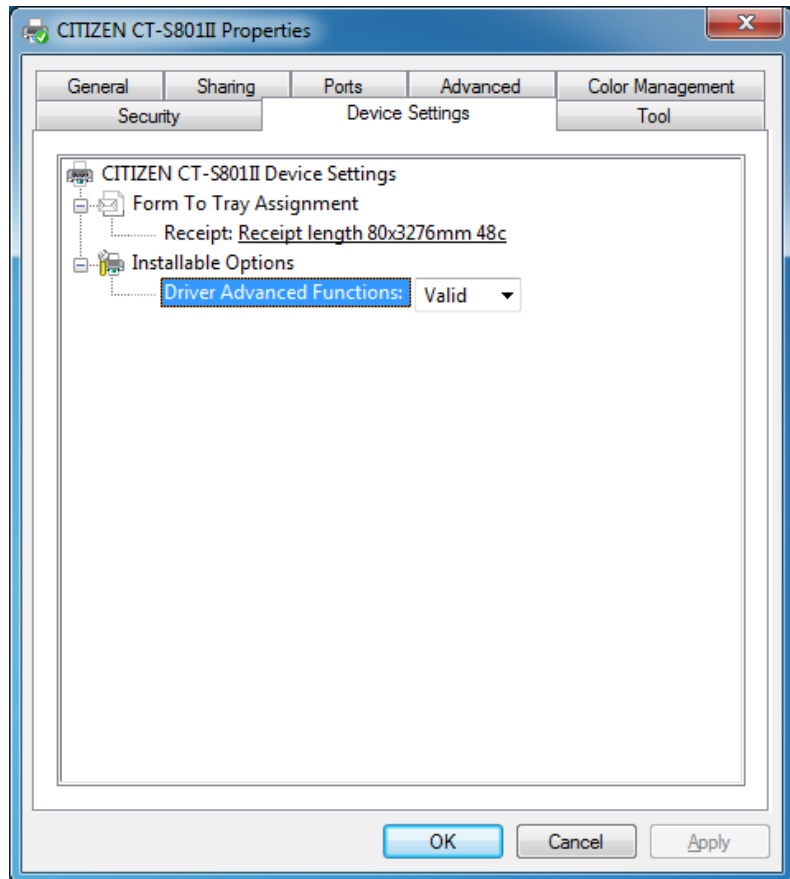 CITIZEN CT-S801II Properties
General Sharing Ports Advanced Color Management
Security Device Settings Tool
CITIZEN CT-S801II Device Settings
Form To Tray Assignment
Receipt: Receipt length 80x3276mm 48c
Installable Options
Driver Advanced Functions: Valid
OK Cancel Apply